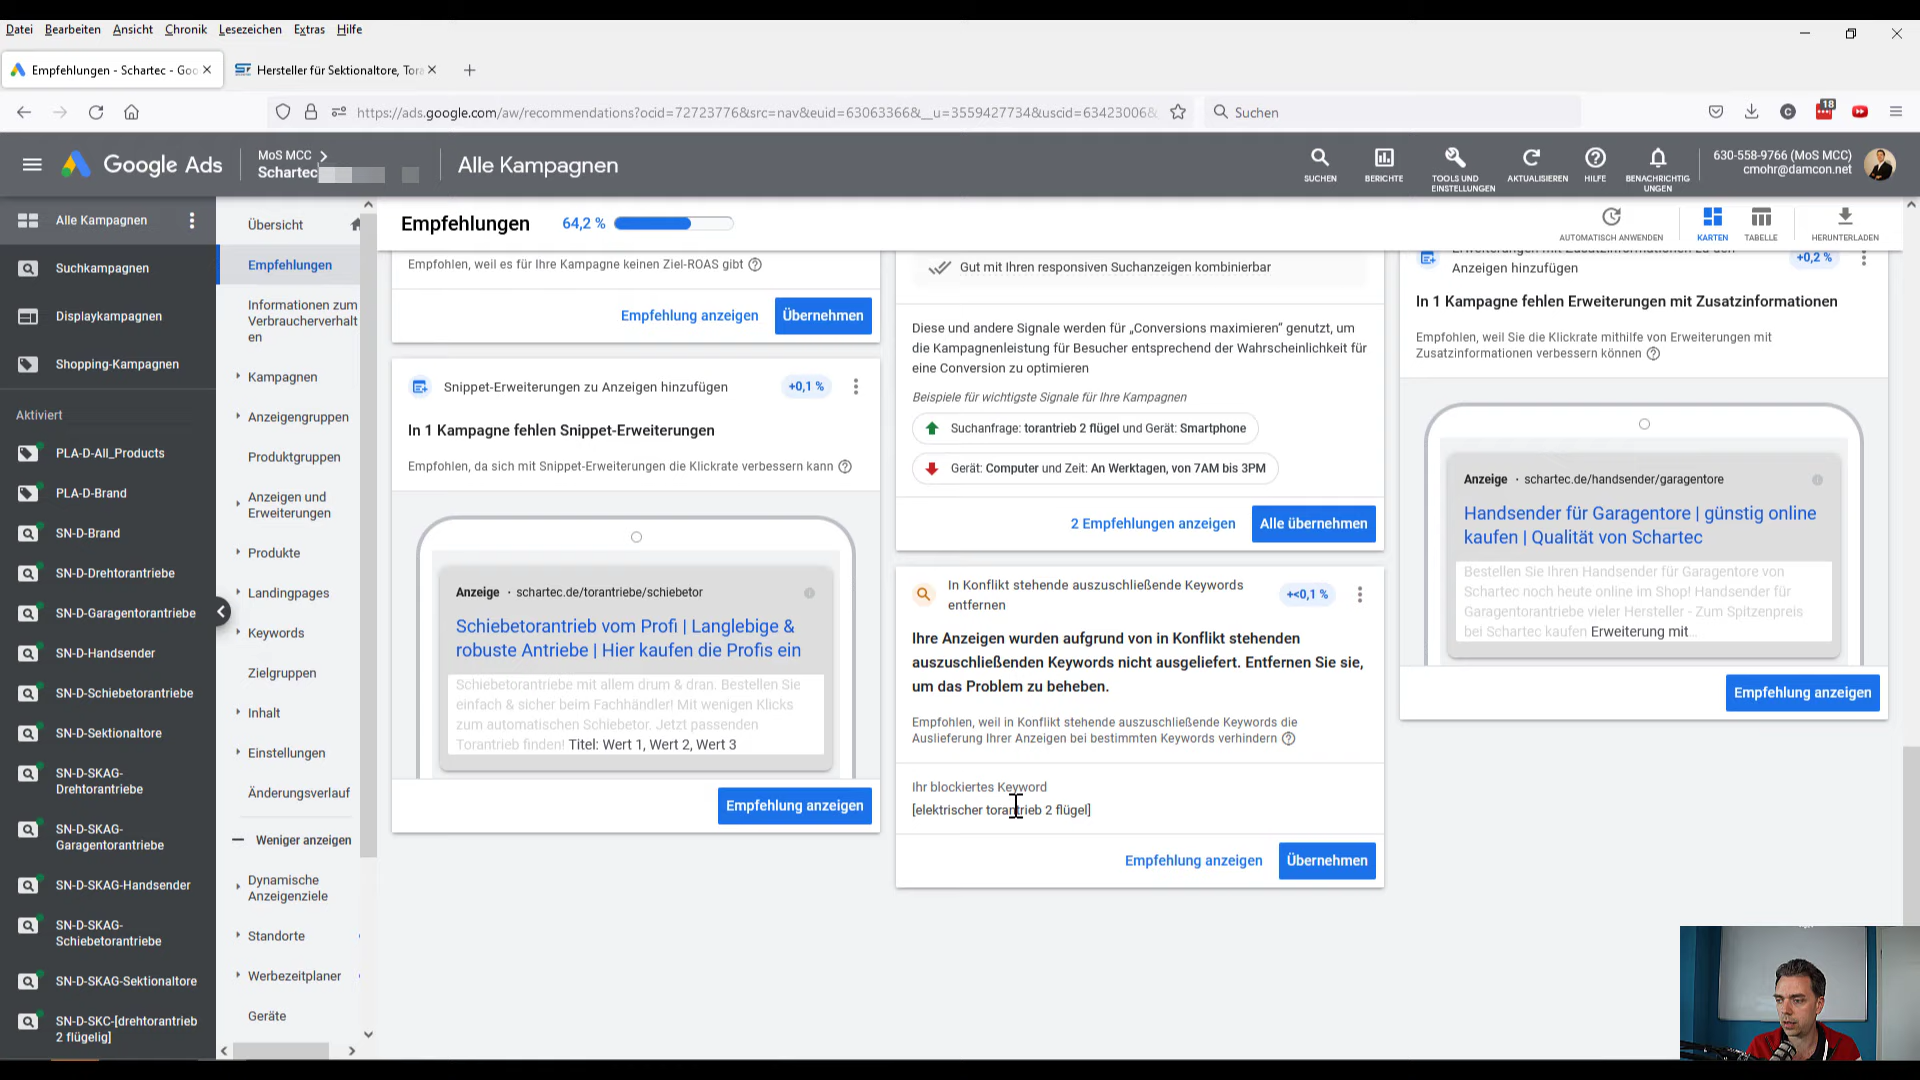 Datei Bearbeiten Ansicht Chronik Lesezeichen Extras Hilfe
Empfehlungen - Schartec - Goo
Hersteller für Sektionaltore, Tora
https://ads.google.com/aw/recommendations?ocid=72723776&src=nav&euid=63063366&__u=3559427734&uscid=63423006&
Suchen
18
Google Ads
MoS MCC
Schartec
Alle Kampagnen
SUCHEN
BERICHTE
TOOLS UND
EINSTELLUNGEN
AKTUALISIEREN
HILFE
BENACHRICHTIG
UNGEN
630-558-9766 (MoS MCC)
cmohr@damcon.net
Alle Kampagnen
Suchkampagnen
Displaykampagnen
Shopping-Kampagnen
Aktiviert
PLA-D-All_Products
PLA-D-Brand
SN-D-Brand
SN-D-Drehtorantriebe
SN-D-Garagentorantriebe
SN-D-Handsender
SN-D-Schiebetorantriebe
SN-D-Sektionaltore
SN-D-SKAG-
Drehtorantriebe
SN-D-SKAG-
Garagentorantriebe
SN-D-SKAG-Handsender
SN-D-SKAG-
Schiebetorantriebe
SN-D-SKAG-Sektionaltore
SN-D-SKC-[drehtorantrieb
2 flügelig]
Übersicht
Empfehlungen
Informationen zum
Verbraucherverhalt
en
Kampagnen
Anzeigengruppen
Produktgruppen
Anzeigen und
Erweiterungen
Produkte
Landingpages
Keywords
Zielgruppen
Inhalt
Einstellungen
Änderungsverlauf
Weniger anzeigen
Dynamische
Anzeigenziele
Standorte
Werbezeitplaner
Geräte
Empfehlungen
64,2 %
AUTOMATISCH ANWENDEN
KARTEN
TABELLE
HERUNTERLADEN
Empfohlen, weil es für Ihre Kampagne keinen Ziel-ROAS gibt
Empfehlung anzeigen
Übernehmen
Snippet-Erweiterungen zu Anzeigen hinzufügen
+0,1 %
In 1 Kampagne fehlen Snippet-Erweiterungen
Empfohlen, da sich mit Snippet-Erweiterungen die Klickrate verbessern kann
Anzeige · schartec.de/torantriebe/schiebetor
Schiebetorantrieb vom Profi | Langlebige &
robuste Antriebe | Hier kaufen die Profis ein
Schiebetorantriebe mit allem drum & dran. Bestellen Sie
einfach & sicher beim Fachhändler! Mit wenigen Klicks
zum automatischen Schiebetor. Jetzt passenden
Torantrieb finden! Titel: Wert 1, Wert 2, Wert 3
Empfehlung anzeigen
Gut mit Ihren responsiven Suchanzeigen kombinierbar
Diese und andere Signale werden für „Conversions maximieren“ genutzt, um
die Kampagnenleistung für Besucher entsprechend der Wahrscheinlichkeit für
eine Conversion zu optimieren
Beispiele für wichtigste Signale für Ihre Kampagnen
Suchanfrage: torantrieb 2 flügel und Gerät: Smartphone
Gerät: Computer und Zeit: An Werktagen, von 7AM bis 3PM
2 Empfehlungen anzeigen
Alle übernehmen
In Konflikt stehende auszuschließende Keywords
entfernen
+<0,1 %
Ihre Anzeigen wurden aufgrund von in Konflikt stehenden
auszuschließenden Keywords nicht ausgeliefert. Entfernen Sie sie,
um das Problem zu beheben.
Empfohlen, weil in Konflikt stehende auszuschließende Keywords die
Auslieferung Ihrer Anzeigen bei bestimmten Keywords verhindern
Ihr blockiertes Keyword
[elektrischer torantrieb 2 flügel]
Empfehlung anzeigen
Übernehmen
Erweiterungen mit Zusatzinformationen zu den
Anzeigen hinzufügen
+0,2 %
In 1 Kampagne fehlen Erweiterungen mit Zusatzinformationen
Empfohlen, weil Sie die Klickrate mithilfe von Erweiterungen mit
Zusatzinformationen verbessern können
Anzeige · schartec.de/handsender/garagentore
Handsender für Garagentore | günstig online
kaufen | Qualität von Schartec
Bestellen Sie Ihren Handsender für Garagentore von
Schartec noch heute online im Shop! Handsender für
Garagentorantriebe vieler Hersteller - Zum Spitzenpreis
bei Schartec kaufen Erweiterung mit...
Empfehlung anzeigen